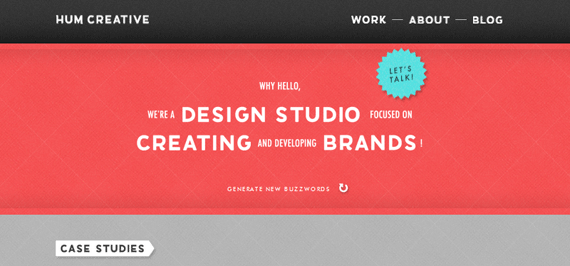 HUM CREATIVE
WORK — ABOUT — BLOG
LET'S
TALK!
WHY HELLO,
WE'RE A DESIGN STUDIO FOCUSED ON
CREATING AND DEVELOPING BRANDS!
GENERATE NEW BUZZWORDS
CASE STUDIES